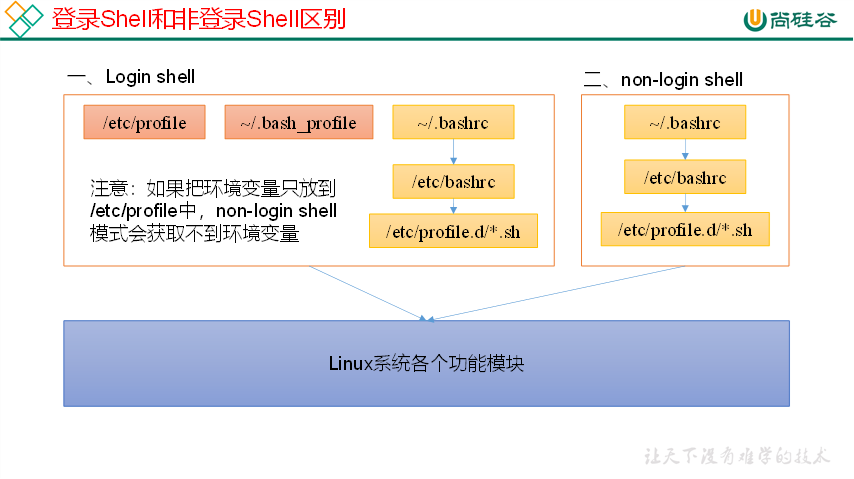 登录Shell和非登录Shell区别
尚硅谷
一、Login shell
/etc/profile
~/.bash_profile
~/.bashrc
/etc/bashrc
/etc/profile.d/*.sh
注意：如果把环境变量只放到
/etc/profile中，non-login shell
模式会获取不到环境变量
二、non-login shell
~/.bashrc
/etc/bashrc
/etc/profile.d/*.sh
Linux系统各个功能模块
让天下没有难学的技术